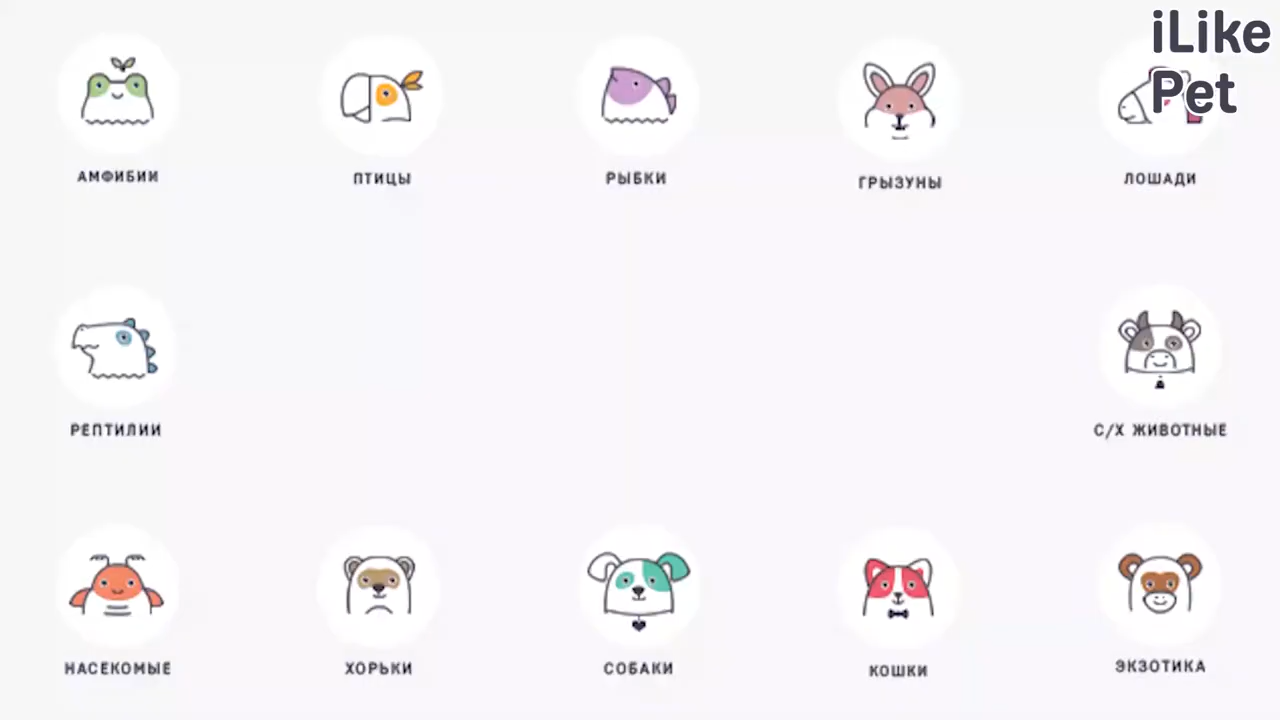 iLike
Pet
АМФИБИИ
ПТИЦЫ
РЫБКИ
ГРЫЗУНЫ
ЛОШАДИ
РЕПТИЛИИ
С/Х ЖИВОТНЫЕ
НАСЕКОМЫЕ
ХОРЬКИ
СОБАКИ
КОШКИ
ЭКЗОТИКА